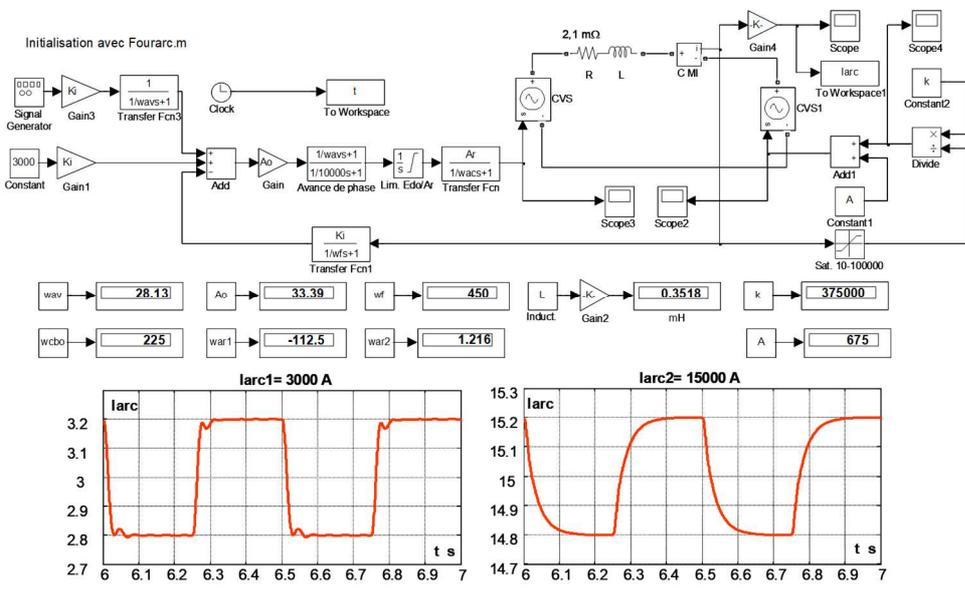 Initialisation avec Fourarc.m
Signal
Generator
Ki
Gain3
1
1/wavs+1
Transfer Fcn3
Clock
t
To Workspace
3000
Constant
Ki
Gain1
+
+
−
Add
Ao
Gain
1/wavs+1
1/10000s+1
Avance de phase
1
s
Lim. Edo/Ar
Ar
1/wacs+1
Transfer Fcn
Ki
1/wfs+1
Transfer Fcn1
2,1 mΩ
R
L
+
-
s
CVS
+
-
i
C MI
+
-
s
CVS1
-K-
Gain4
Scope
Scope4
Iarc
To Workspace1
k
Constant2
×
÷
Divide
+
+
Add1
A
Constant1
Scope3
Scope2
Sat. 10-100000
wav
28.13
Ao
33.39
wf
450
L
Induct.
-K-
Gain2
0.3518
mH
k
375000
wcbo
225
war1
-112.5
war2
1.216
A
675
Iarc1= 3000 A
Iarc
3.2
3.1
3
2.9
2.8
2.7
t s
6 6.1 6.2 6.3 6.4 6.5 6.6 6.7 6.8 6.9 7
Iarc2= 15000 A
Iarc
15.3
15.2
15.1
15
14.9
14.8
14.7
t s
6 6.1 6.2 6.3 6.4 6.5 6.6 6.7 6.8 6.9 7